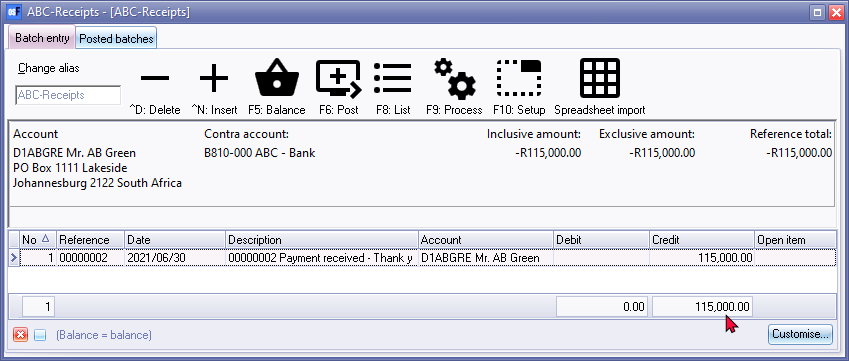 ABC-Receipts - [ABC-Receipts]
Batch entry Posted batches
Change alias
ABC-Receipts
^D: Delete ^N: Insert F5: Balance F6: Post F8: List F9: Process F10: Setup Spreadsheet import
Account Contra account: Inclusive amount: Exclusive amount: Reference total:
D1ABGRE Mr. AB Green B810-000 ABC - Bank -R115,000.00 -R115,000.00 -R115,000.00
PO Box 1111 Lakeside
Johannesburg 2122 South Africa
No Reference Date Description Account Debit Credit Open item
1 00000002 2021/06/30 00000002 Payment received - Thank y D1ABGRE Mr. AB Green 115,000.00
1 0.00 115,000.00
(Balance = balance) Customise...